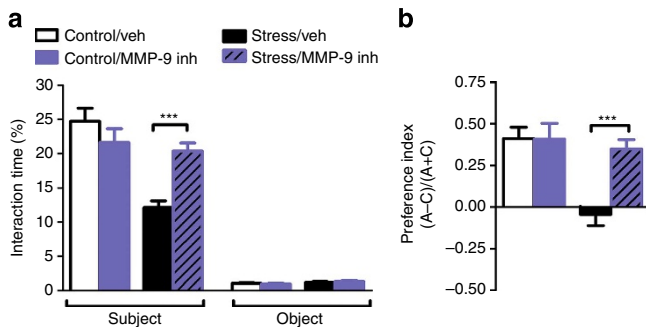 a
Control/veh
Stress/veh
Control/MMP-9 inh
Stress/MMP-9 inh
Interaction time (%)
30
25
20
15
10
5
0
***
Subject
Object
b
Preference index
(A–C)/(A+C)
0.75
0.50
0.25
0.00
–0.25
–0.50
***